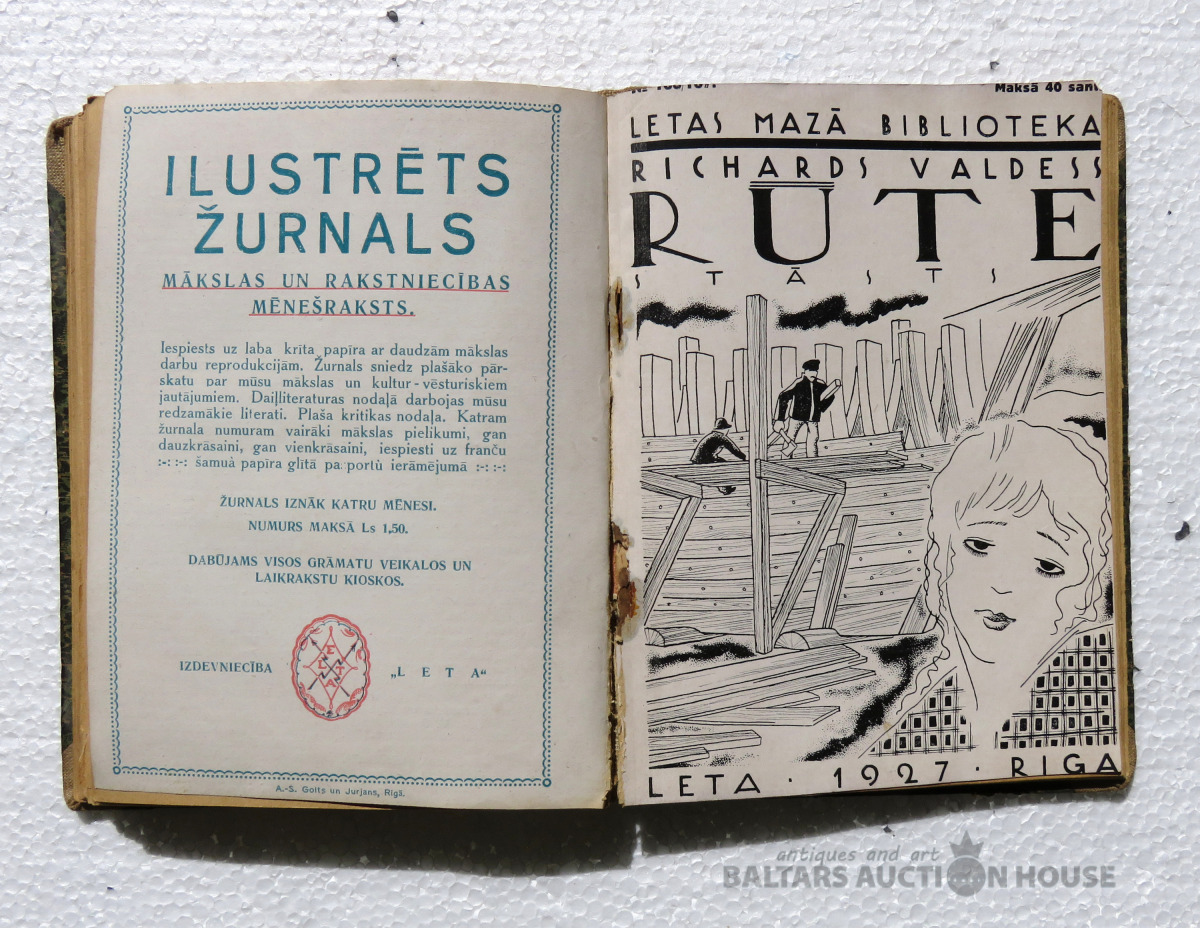 ILUSTRĒTS
ŽURNALS
MĀKSLAS UN RAKSTNIECĪBAS
MĒNEŠRAKSTS.
Iespiests uz laba krīta papīra ar daudzām mākslas
darbu reprodukcijām. Žurnals sniedz plašāko pār-
skatu par mūsu mākslas un kultur-vēsturiskiem
jautājumiem. Daiļliteraturas nodaļā darbojas mūsu
redzamākie literati. Plaša kritikas nodaļa. Katram
žurnala numuram vairāki mākslas pielikumi, gan
dauzkrāsaini, gan vienkrāsaini, iespiesti uz franču
:-: :-: šamuà papīra glītā pa portù ierāmējumā :-: :-:
ŽURNALS IZNĀK KATRU MĒNESI.
NUMURS MAKSĀ Ls 1,50.
DABŪJAMS VISOS GRĀMATU VEIKALOS UN
LAIKRAKSTU KIOSKOS.
IZDEVNIECĪBA „LETA“
A.-S. Golts un Jurjans, Rīgā.
Maksā 40 sant
LETAS MAZĀ BIBLIOTEKA
RICHARDS VALDESS
RŪTE
STĀSTS
LETA · 1927 · RIGA
antiques and art
BALTARS AUCTION HOUSE